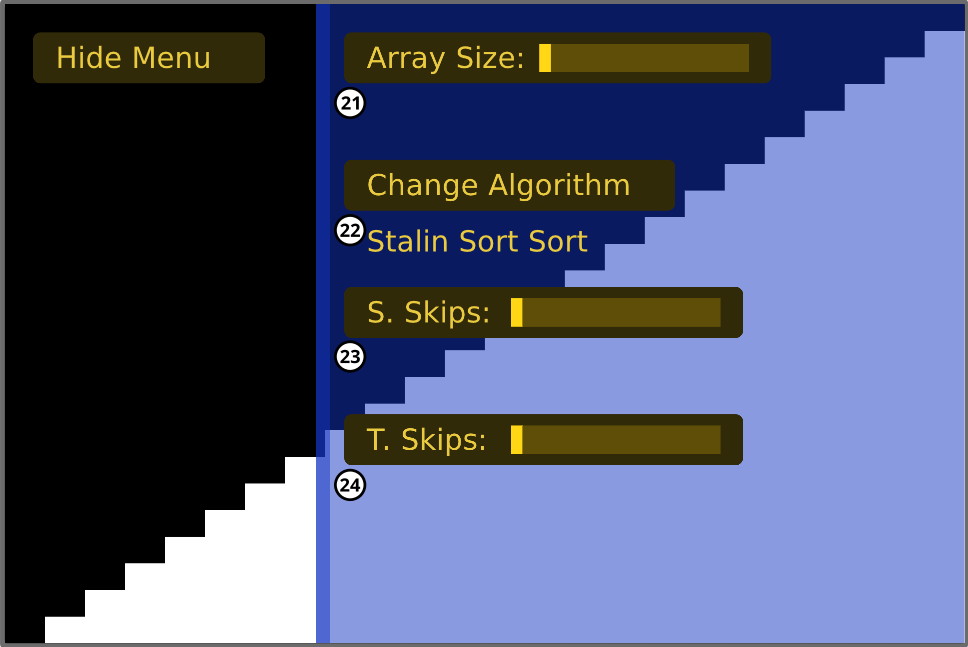 Hide Menu
Array Size:
21
Change Algorithm
22
Stalin Sort Sort
S. Skips:
23
T. Skips:
24